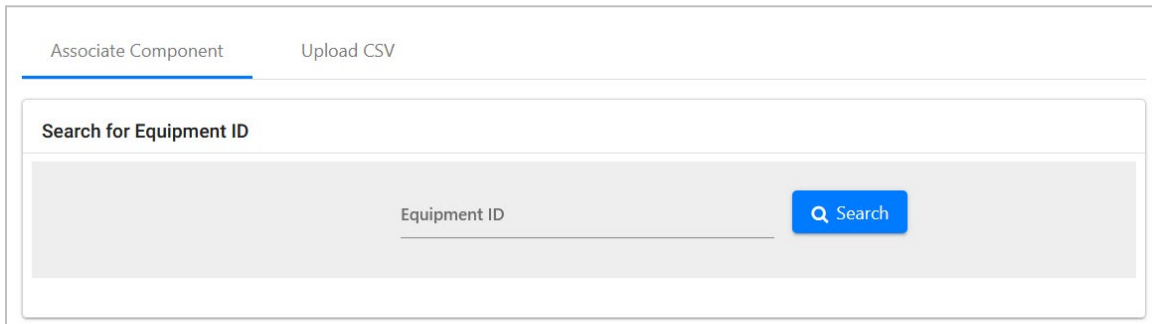 Associate Component Upload CSV
Search for Equipment ID
Equipment ID Search